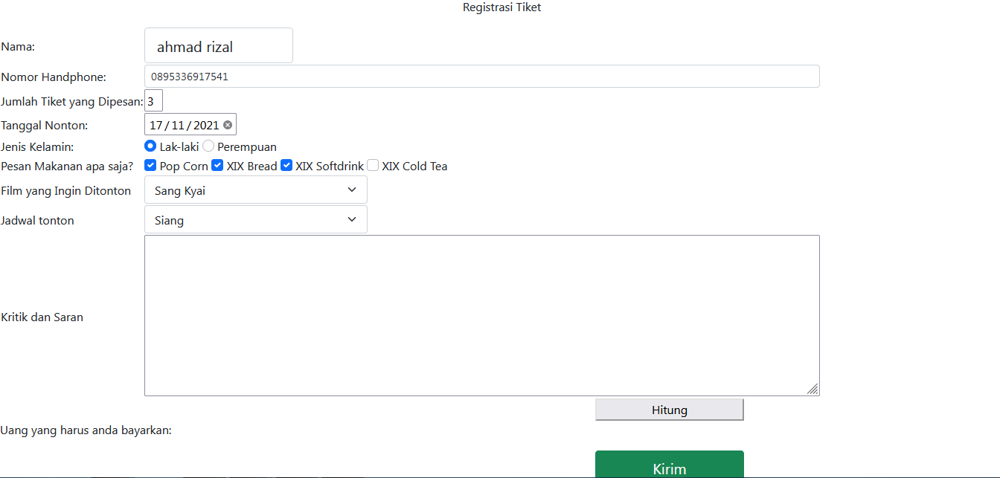 Registrasi Tiket
Nama: ahmad rizal
Nomor Handphone: 0895336917541
Jumlah Tiket yang Dipesan: 3
Tanggal Nonton: 17/11/2021
Jenis Kelamin: Lak-laki Perempuan
Pesan Makanan apa saja? Pop Corn XIX Bread XIX Softdrink XIX Cold Tea
Film yang Ingin Ditonton Sang Kyai
Jadwal tonton Siang
Kritik dan Saran
Hitung
Uang yang harus anda bayarkan:
Kirim